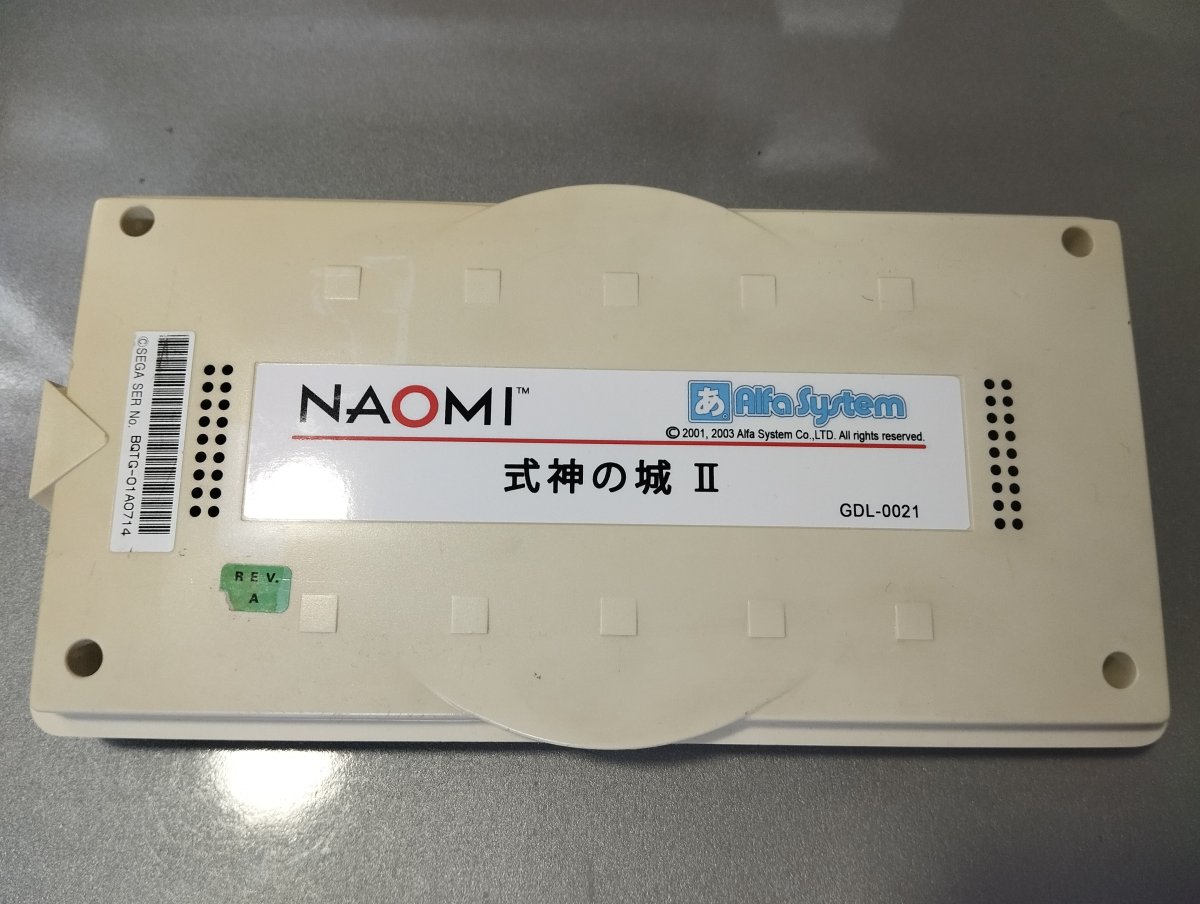 ©SEGA SER No. BQTG-01A0714
NAOMI™
あ Alfa System
© 2001, 2003 Alfa System Co.,LTD. All rights reserved.
式神の城 II
GDL-0021
REV.
A